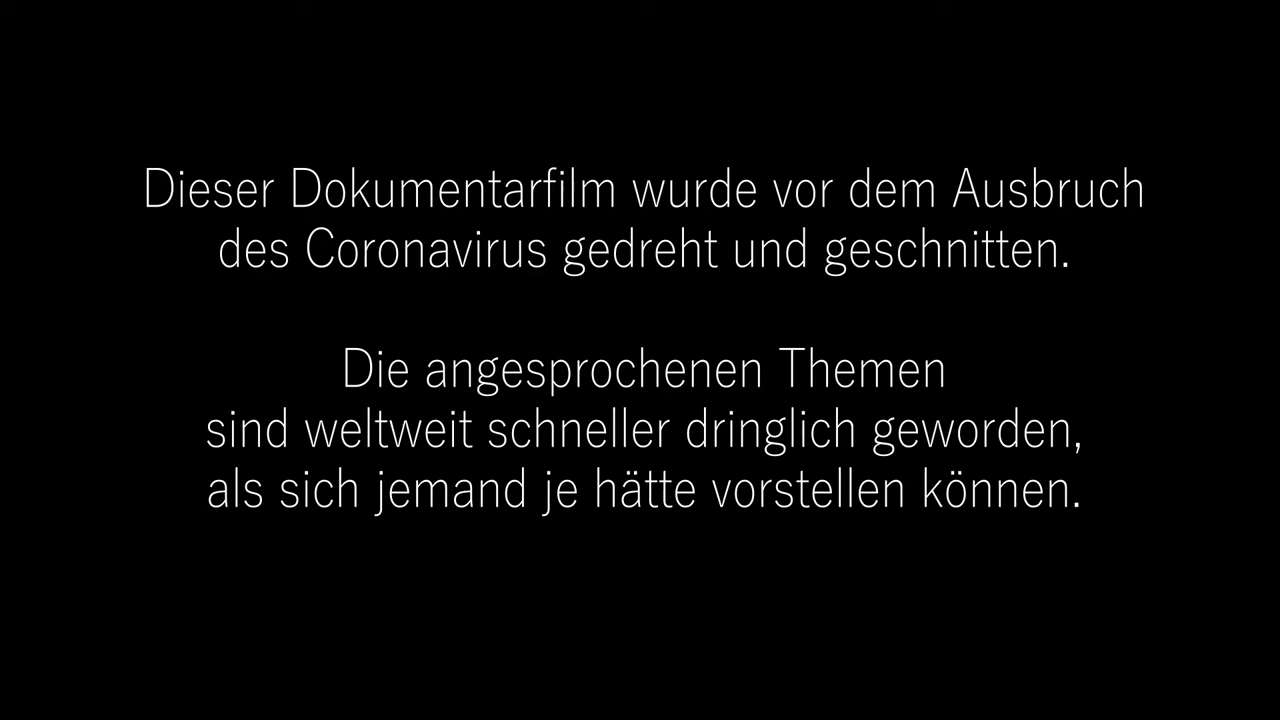 Dieser Dokumentarfilm wurde vor dem Ausbruch
des Coronavirus gedreht und geschnitten.
Die angesprochenen Themen
sind weltweit schneller dringlich geworden,
als sich jemand je hätte vorstellen können.